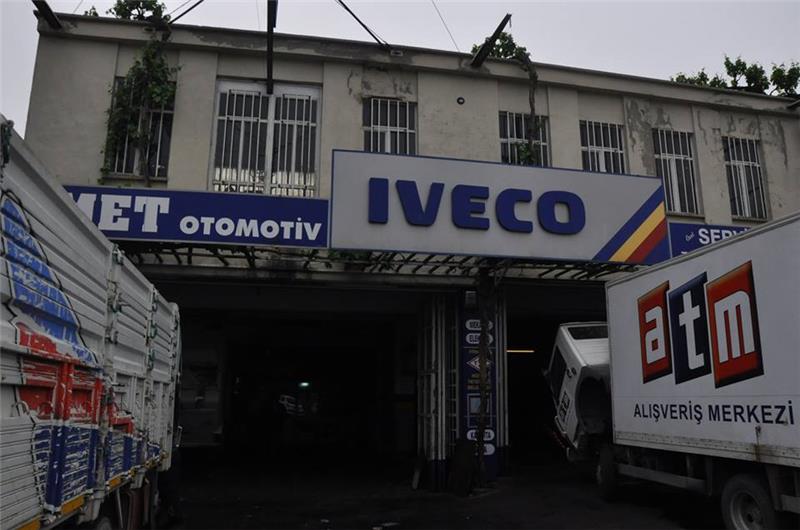 MET OTOMOTİV
IVECO
SERVİ
atm
ALIŞVERİŞ MERKEZİ